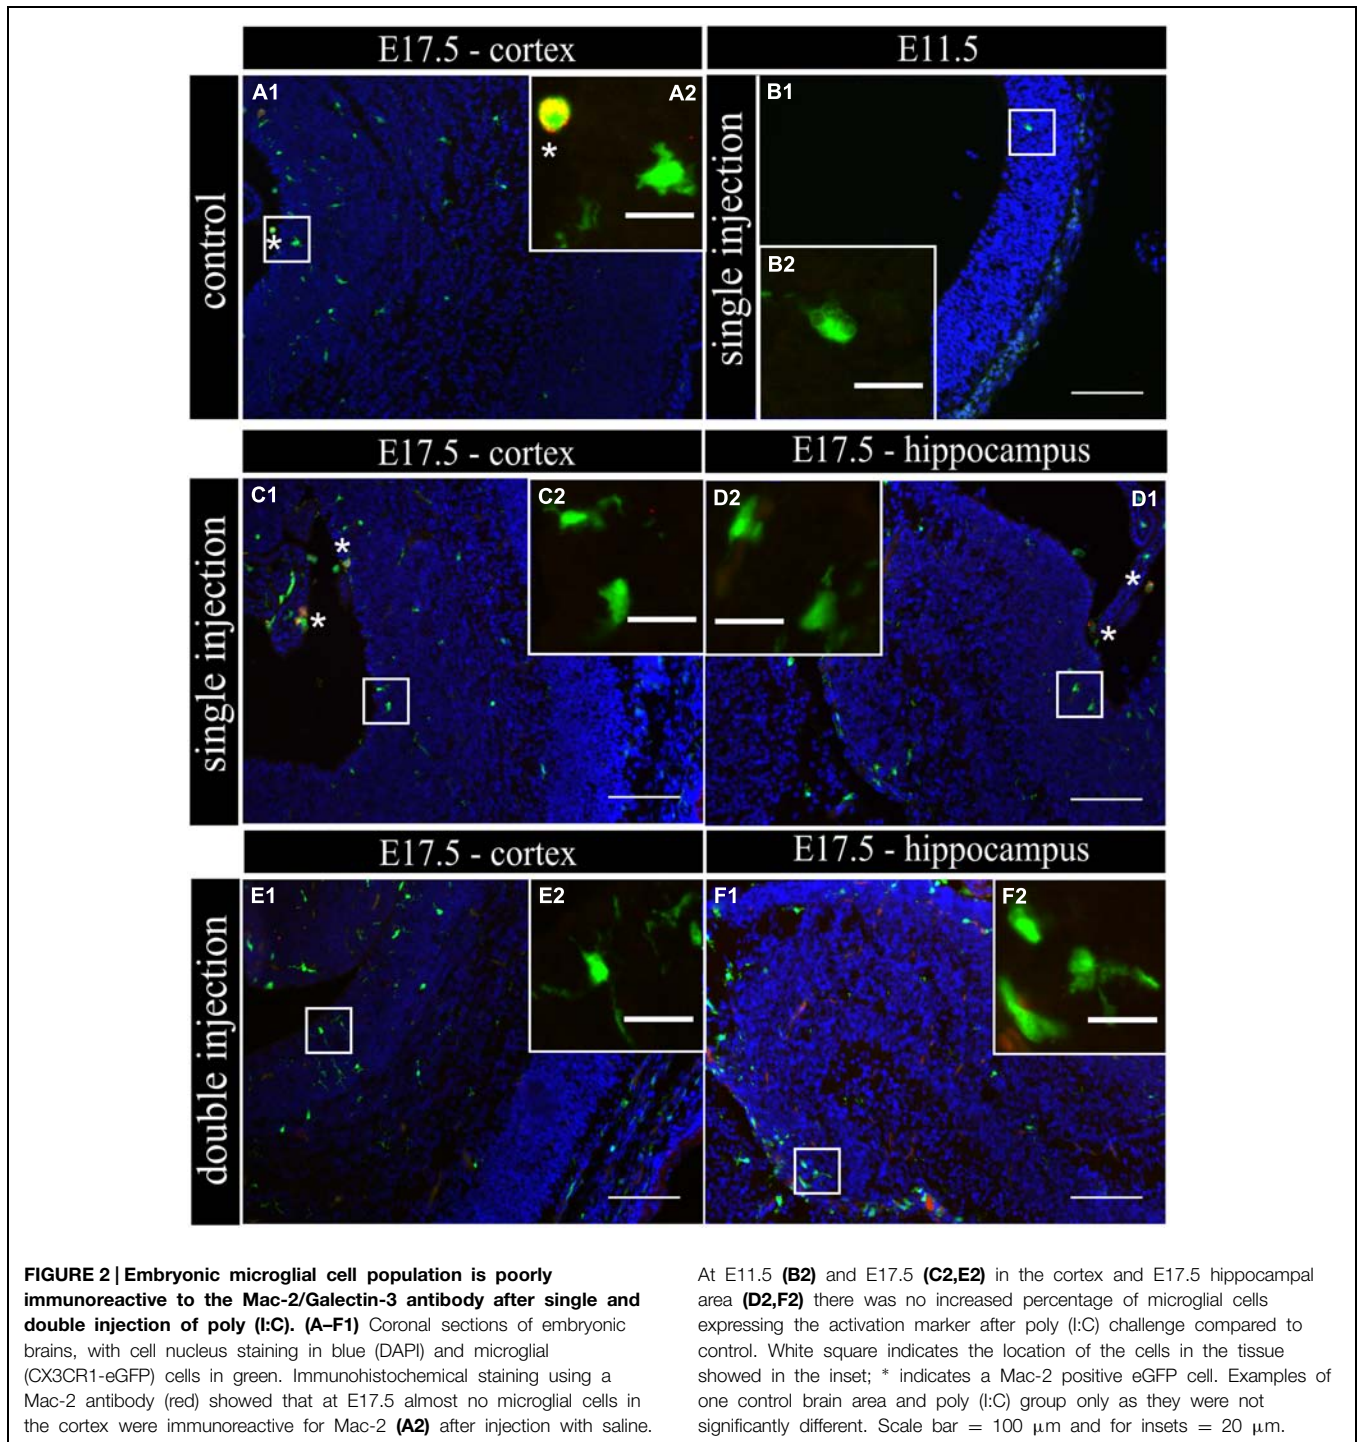 E17.5 - cortex
E11.5
control
A1
*
A2
*
single injection
B1
B2
E17.5 - cortex
E17.5 - hippocampus
single injection
C1
*
*
C2
D2
D1
*
*
E17.5 - cortex
E17.5 - hippocampus
double injection
E1
E2
F1
F2
FIGURE 2 | Embryonic microglial cell population is poorly
immunoreactive to the Mac-2/Galectin-3 antibody after single and
double injection of poly (I:C). (A–F1) Coronal sections of embryonic
brains, with cell nucleus staining in blue (DAPI) and microglial
(CX3CR1-eGFP) cells in green. Immunohistochemical staining using a
Mac-2 antibody (red) showed that at E17.5 almost no microglial cells in
the cortex were immunoreactive for Mac-2 (A2) after injection with saline.
At E11.5 (B2) and E17.5 (C2,E2) in the cortex and E17.5 hippocampal
area (D2,F2) there was no increased percentage of microglial cells
expressing the activation marker after poly (I:C) challenge compared to
control. White square indicates the location of the cells in the tissue
showed in the inset; * indicates a Mac-2 positive eGFP cell. Examples of
one control brain area and poly (I:C) group only as they were not
significantly different. Scale bar = 100 μm and for insets = 20 μm.